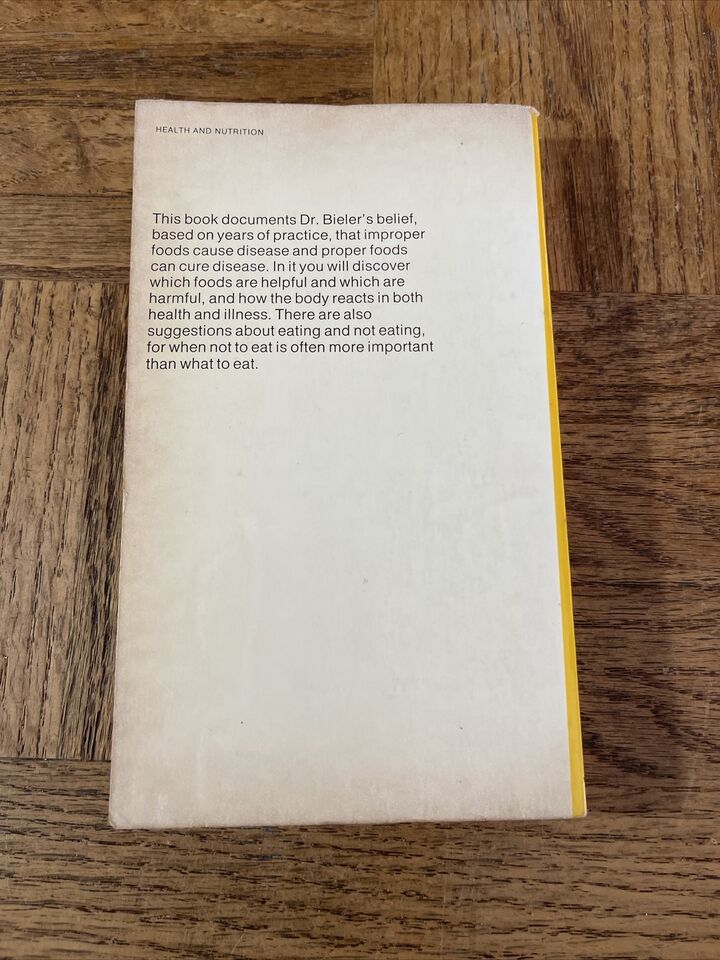 HEALTH AND NUTRITION
This book documents Dr. Bieler's belief,
based on years of practice, that improper
foods cause disease and proper foods
can cure disease. In it you will discover
which foods are helpful and which are
harmful, and how the body reacts in both
health and illness. There are also
suggestions about eating and not eating,
for when not to eat is often more important
than what to eat.